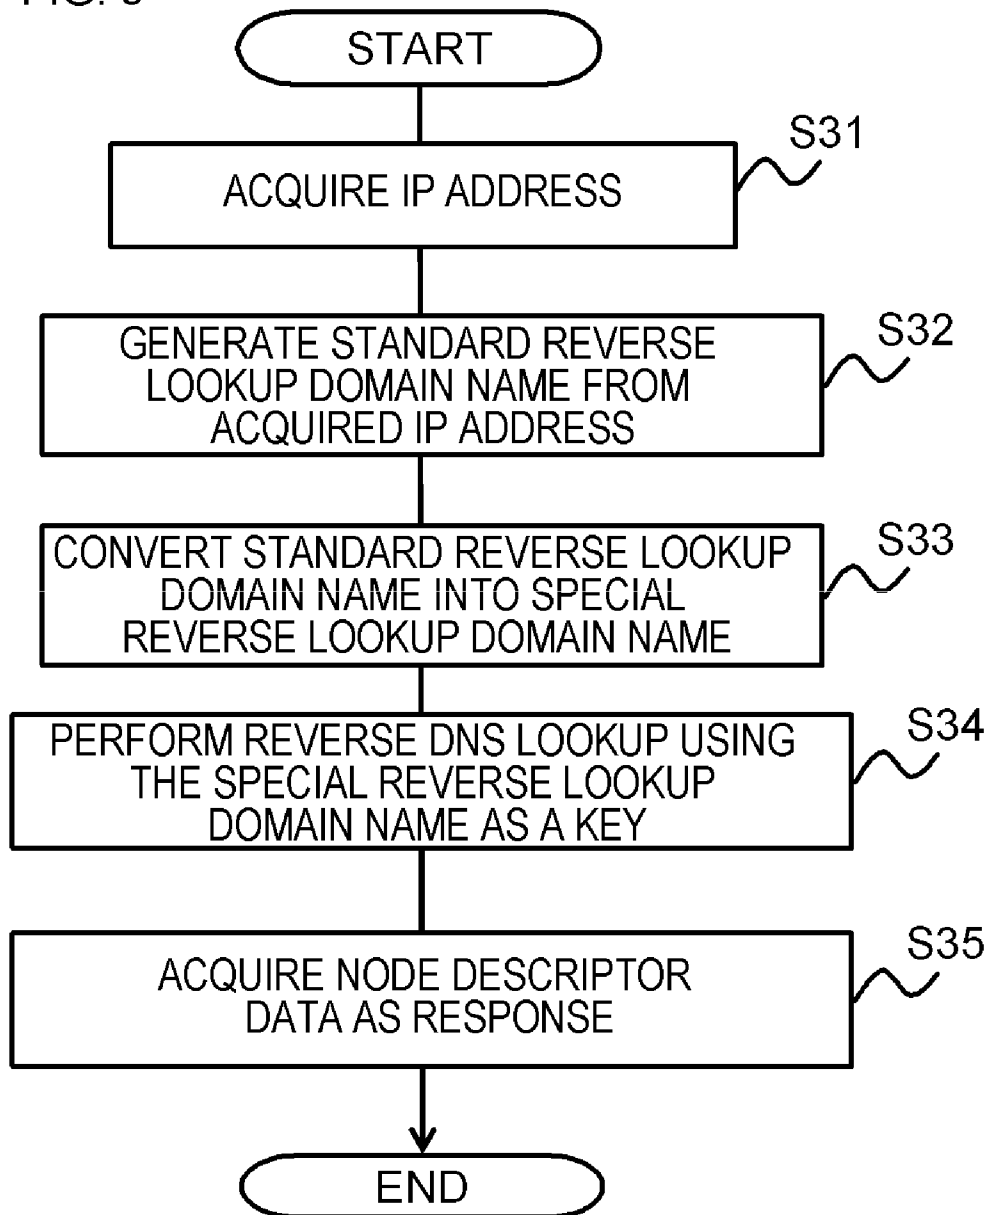 FIG.
START
S31
ACQUIRE IP ADDRESS
S32
GENERATE STANDARD REVERSE
LOOKUP DOMAIN NAME FROM
ACQUIRED IP ADDRESS
S33
CONVERT STANDARD REVERSE LOOKUP
DOMAIN NAME INTO SPECIAL
REVERSE LOOKUP DOMAIN NAME
S34
PERFORM REVERSE DNS LOOKUP USING
THE SPECIAL REVERSE LOOKUP
DOMAIN NAME AS A KEY
S35
ACQUIRE NODE DESCRIPTOR
DATA AS RESPONSE
END